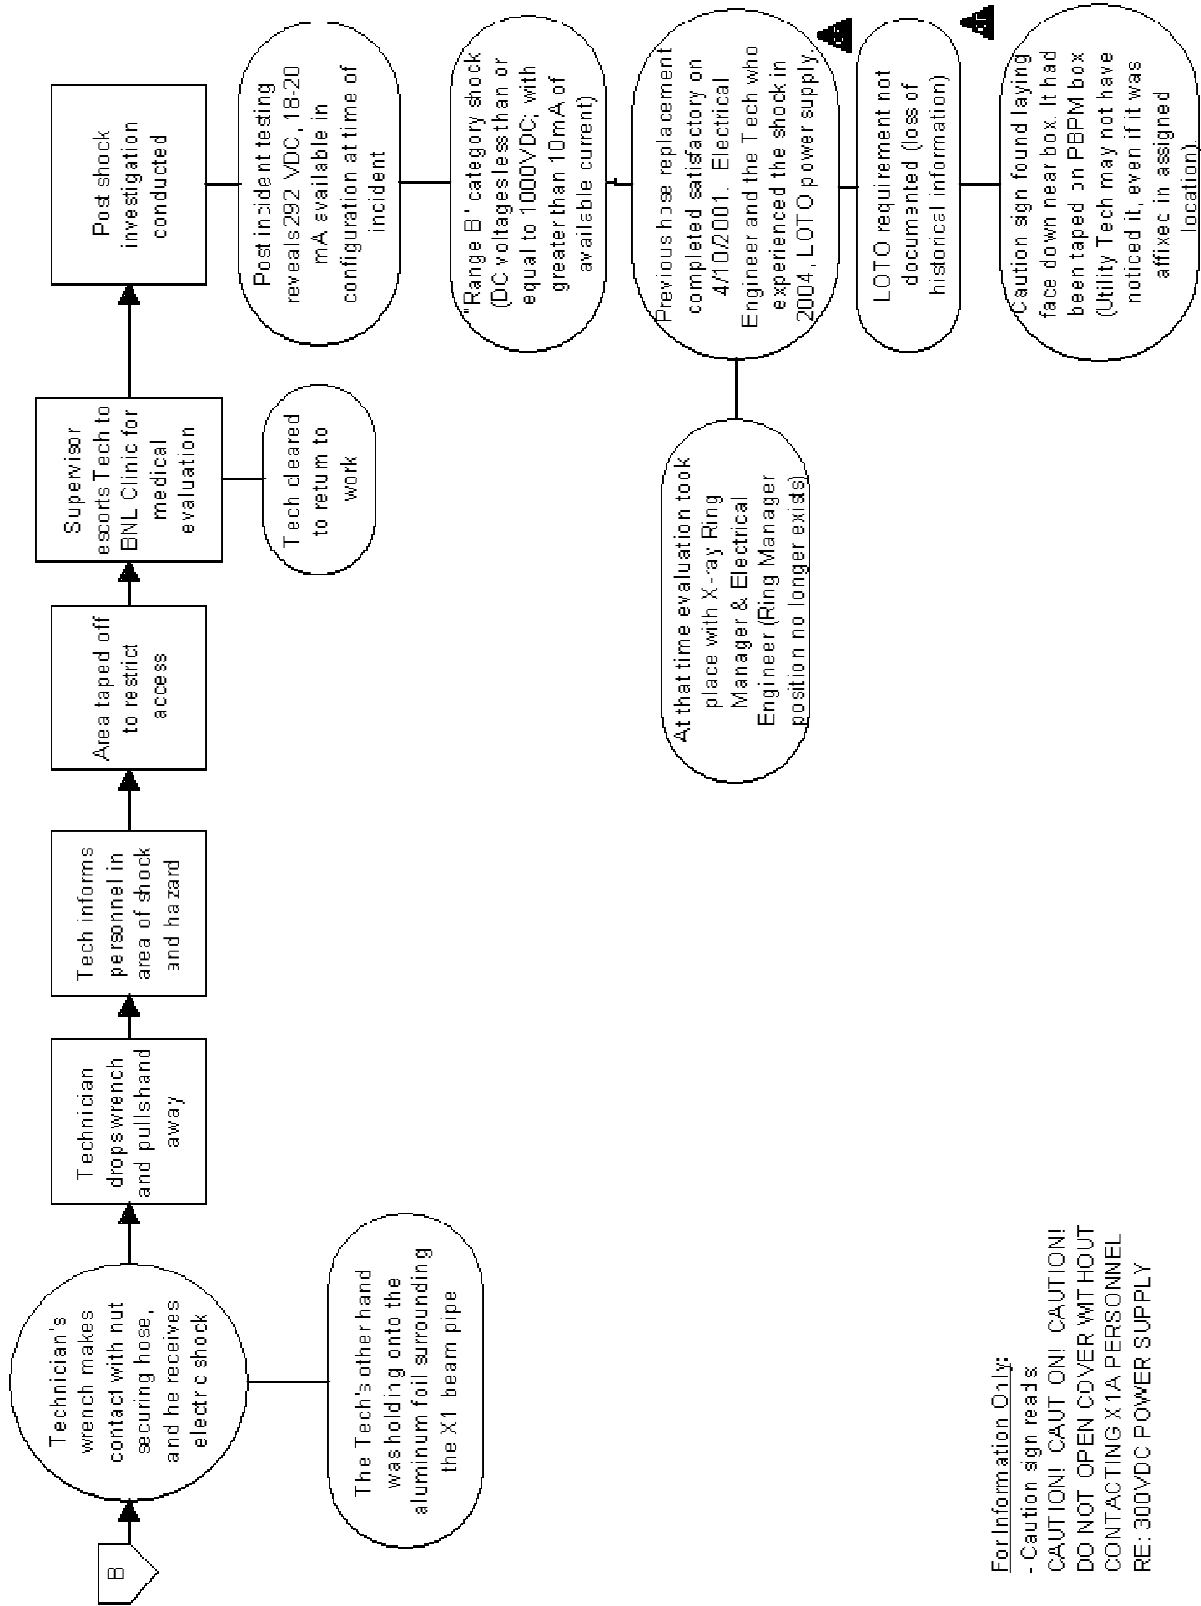 B
Technician's
wrench makes
contact with nut
securing hose,
and he receives
electric shock
The Tech's other hand
was holding onto the
aluminum foil surrounding
the X1 beam pipe
Technician
drops wrench
and pulls hand
away
Tech informs
personnel in
area of shock
and hazard
Area taped off
to restrict
access
Supervisor
escorts Tech to
BNL Clinic for
medical
evaluation
Tech cleared
to return to
work
Post shock
investigation
conducted
Post incident testing
reveals 292 VDC, 18-20
mA, available in
configuration at time of
incident
"Range B" category shock
(DC voltages less than or
equal to 1000VDC; with
greater than 10mA of
available current)
Previous hose replacement
completed satisfactory on
4/10/2001. Electrical
Engineer and the Tech who
experienced the shock in
2004, LOTO power supply.
At that time evaluation took
place with X-ray Ring
Manager & Electrical
Engineer (Ring Manager
position no longer exists)
LOTO requirement not
documented (loss of
historical information)
Caution sign found laying
face down near box. It had
been taped on PBPM box
(Utility Tech may not have
noticed it, even if it was
affixed in assigned
location).
For Information Only:
- Caution sign reads:
CAUTION! CAUTION! CAUTION!
DO NOT OPEN COVER WITHOUT
CONTACTING X1A PERSONNEL
RE: 300VDC POWER SUPPLY